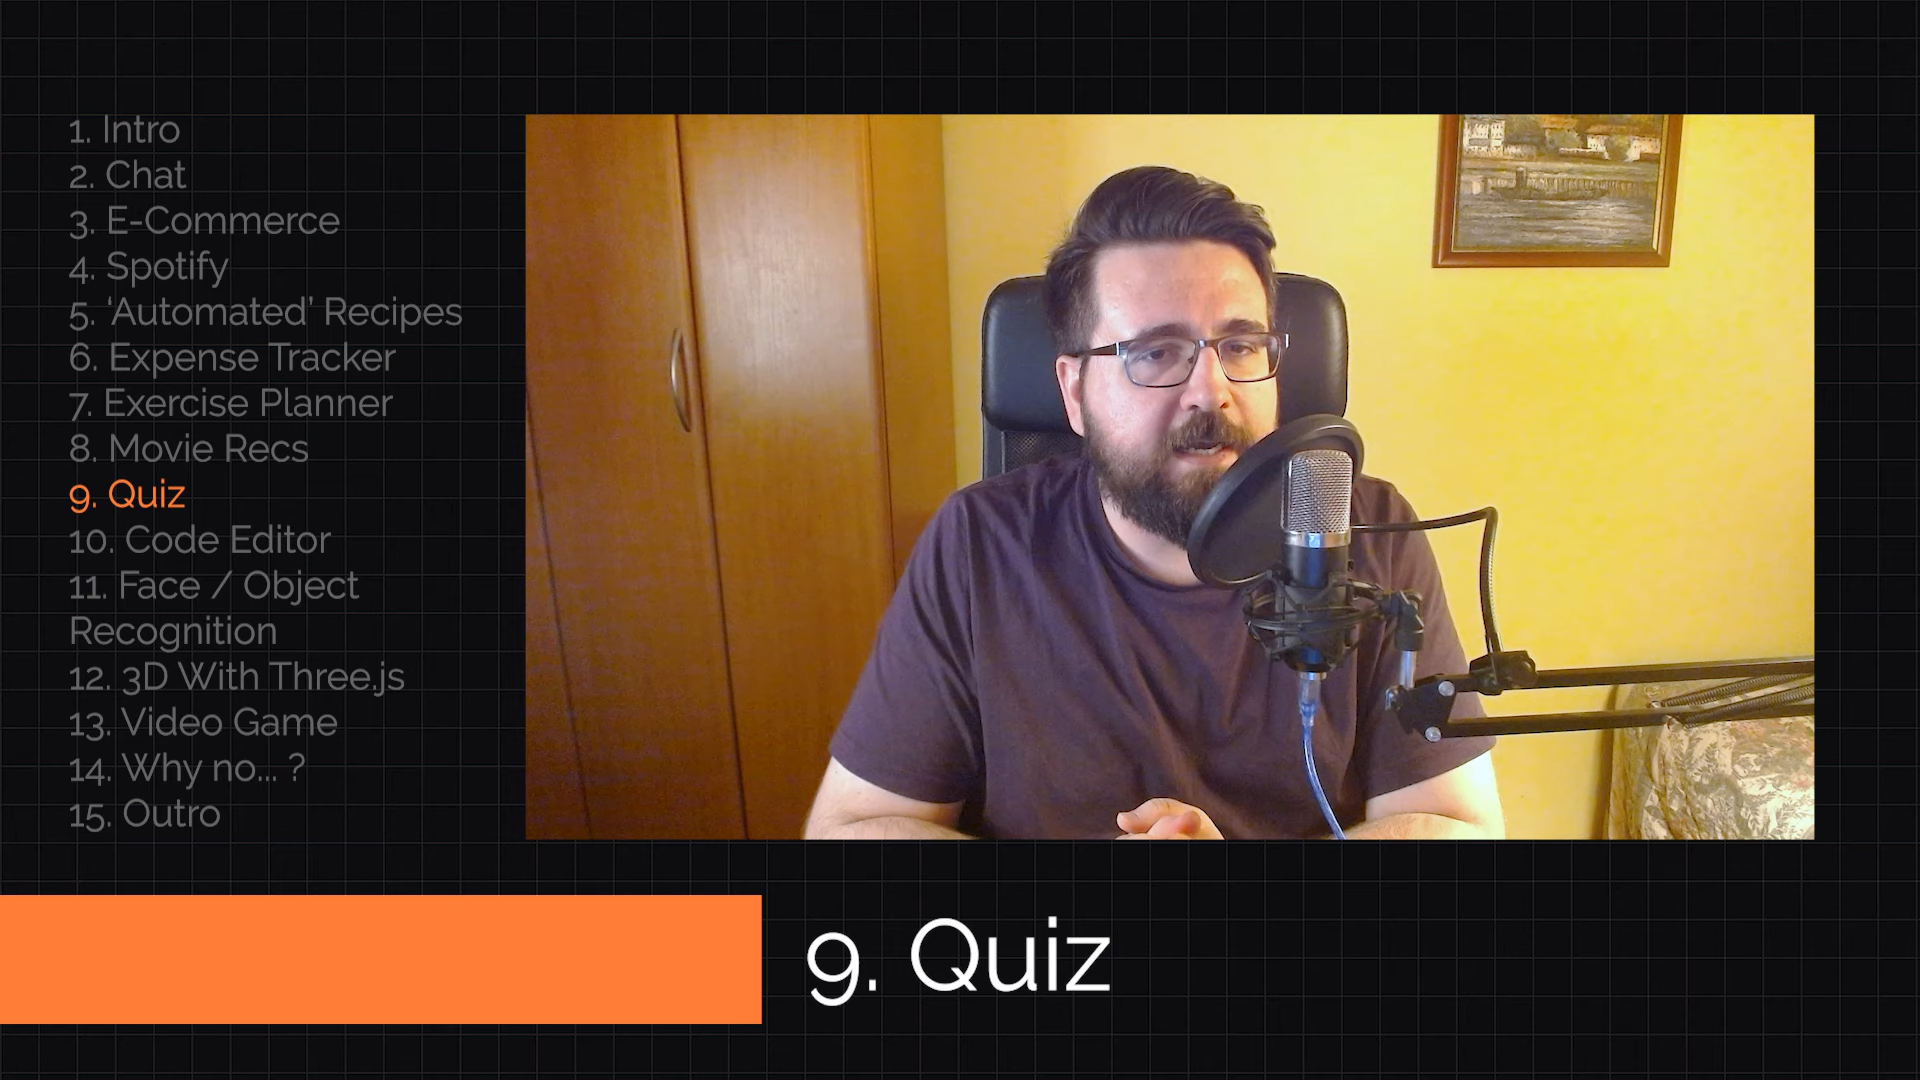 1. Intro
2. Chat
3. E-Commerce
4. Spotify
5. ‘Automated’ Recipes
6. Expense Tracker
7. Exercise Planner
8. Movie Recs
9. Quiz
10. Code Editor
11. Face / Object
Recognition
12. 3D With Three.js
13. Video Game
14. Why no... ?
15. Outro
9. Quiz